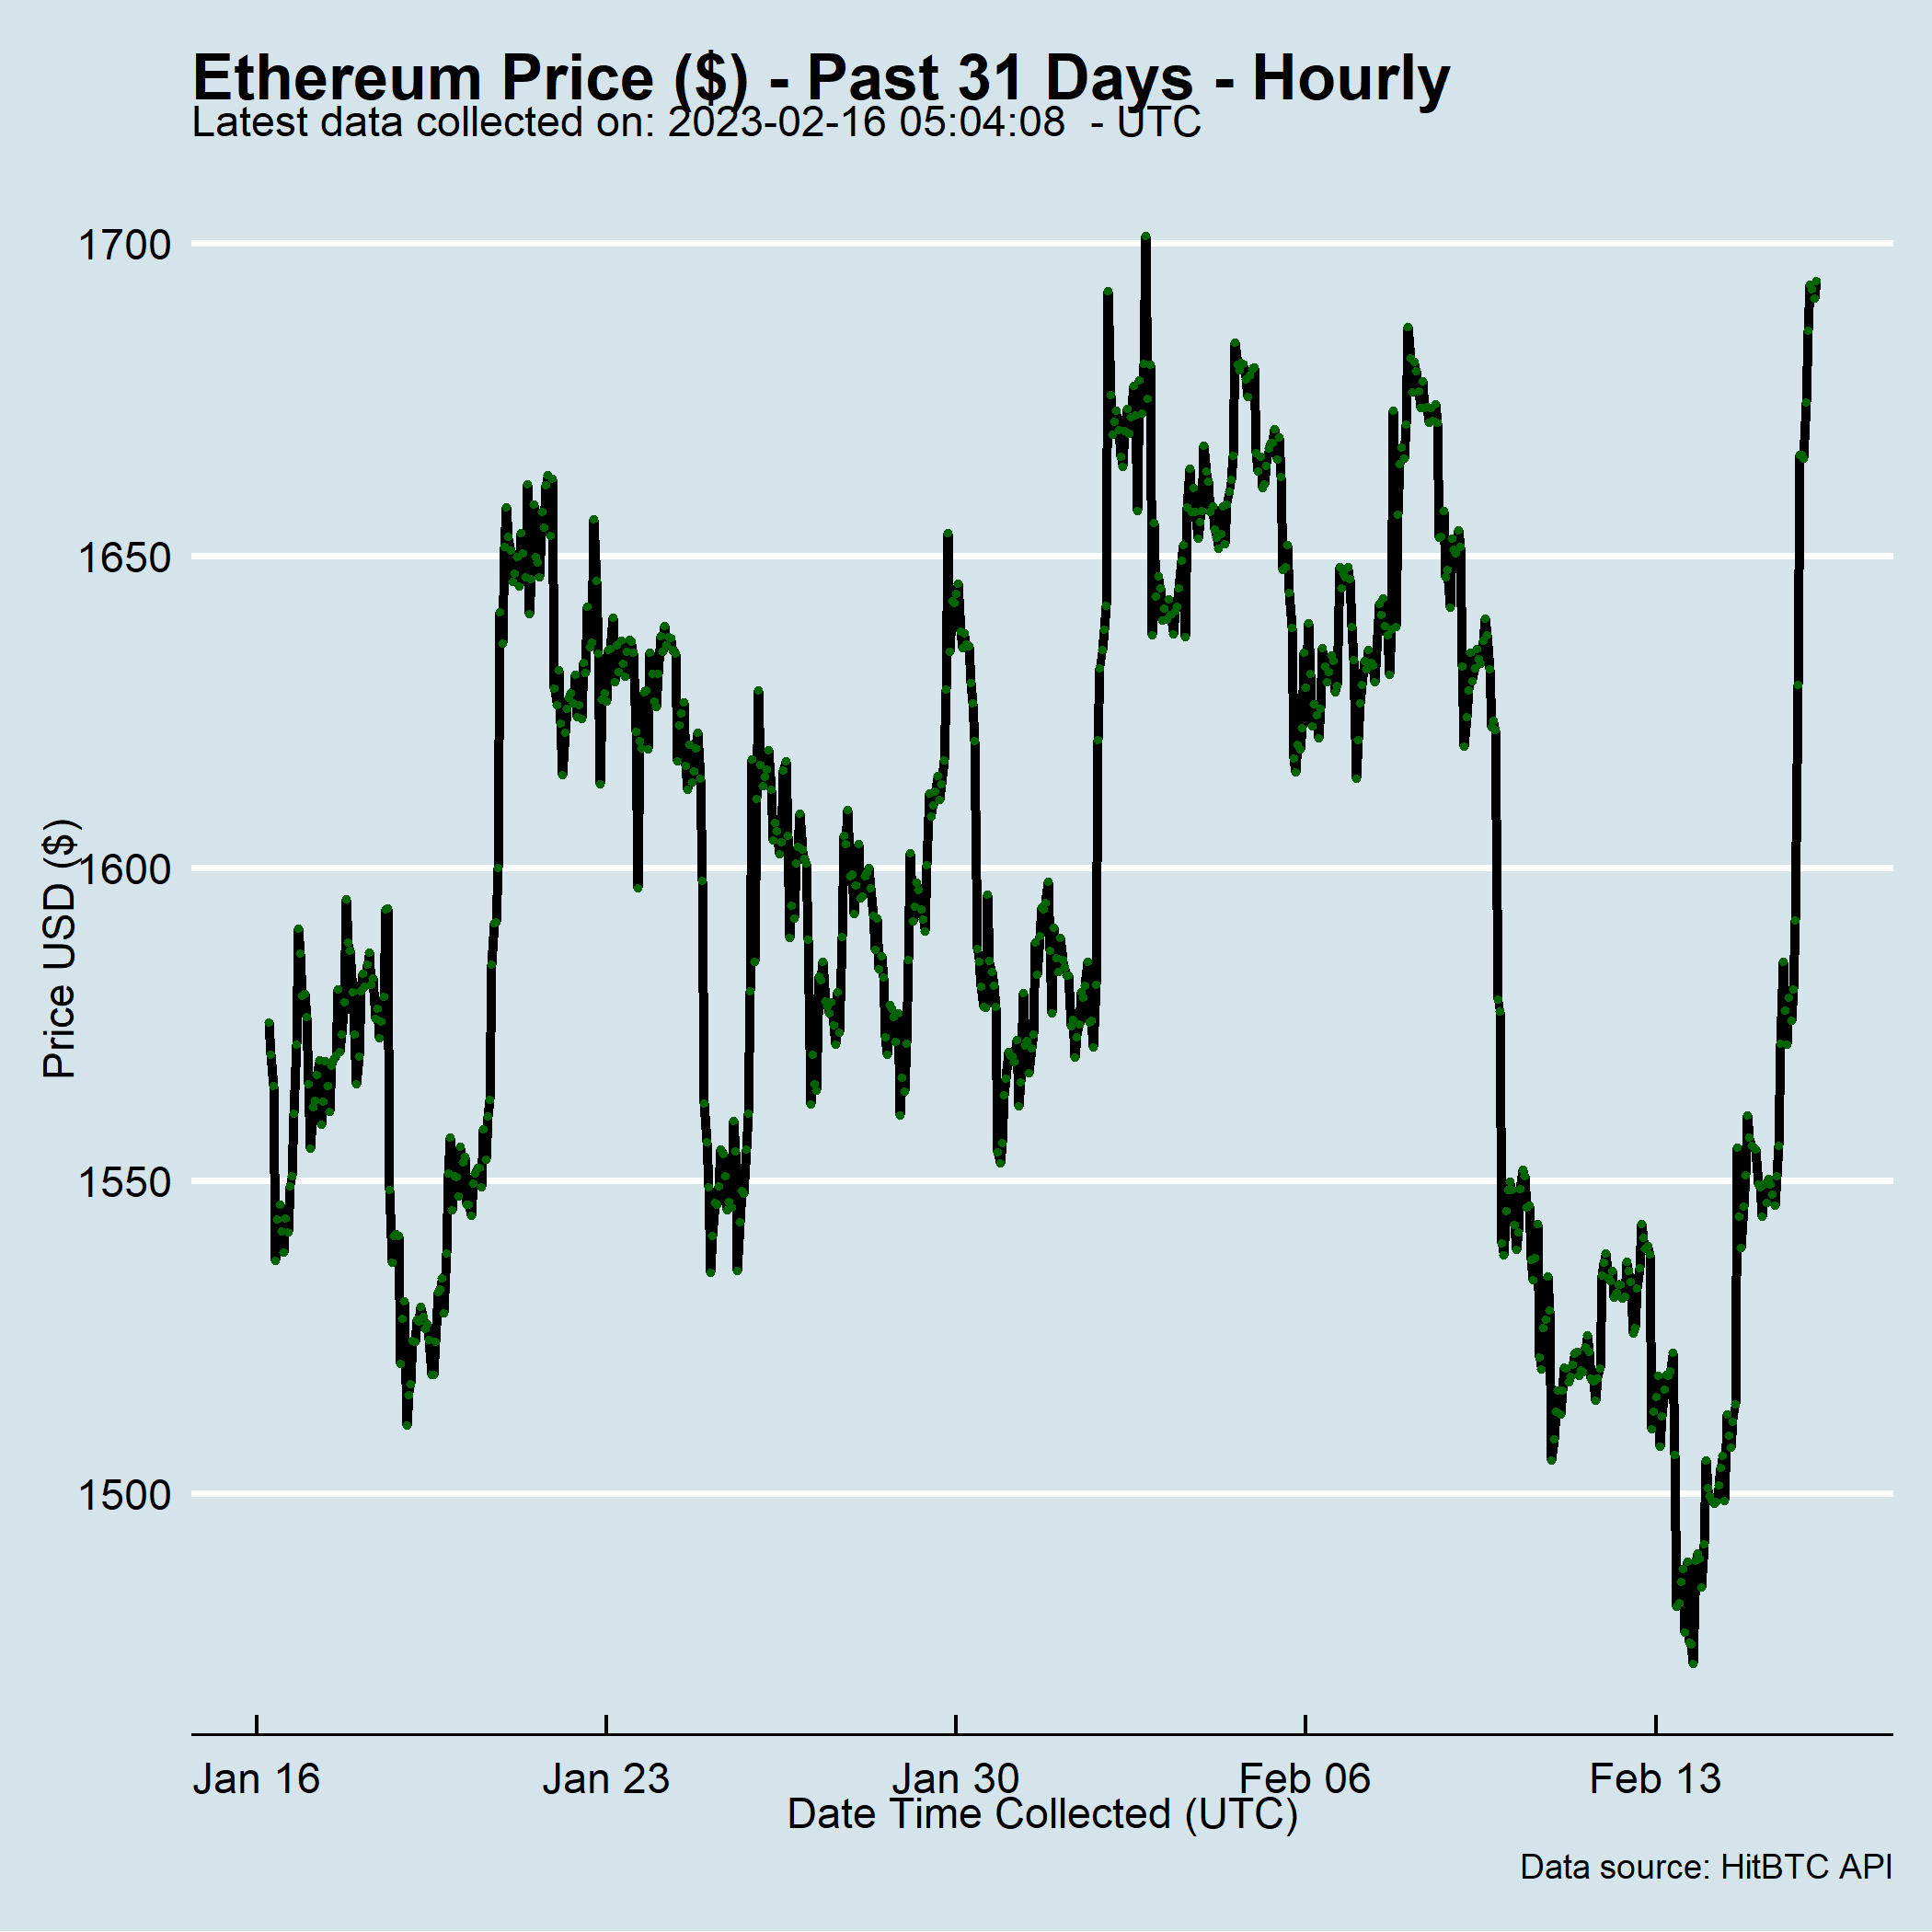 Ethereum Price ($) - Past 31 Days - Hourly
Latest data collected on: 2023-02-16 05:04:08  - UTC
1700
1650
1600
1550
1500
Price USD ($)
Jan 16
Jan 23
Jan 30
Feb 06
Feb 13
Date Time Collected (UTC)
Data source: HitBTC API